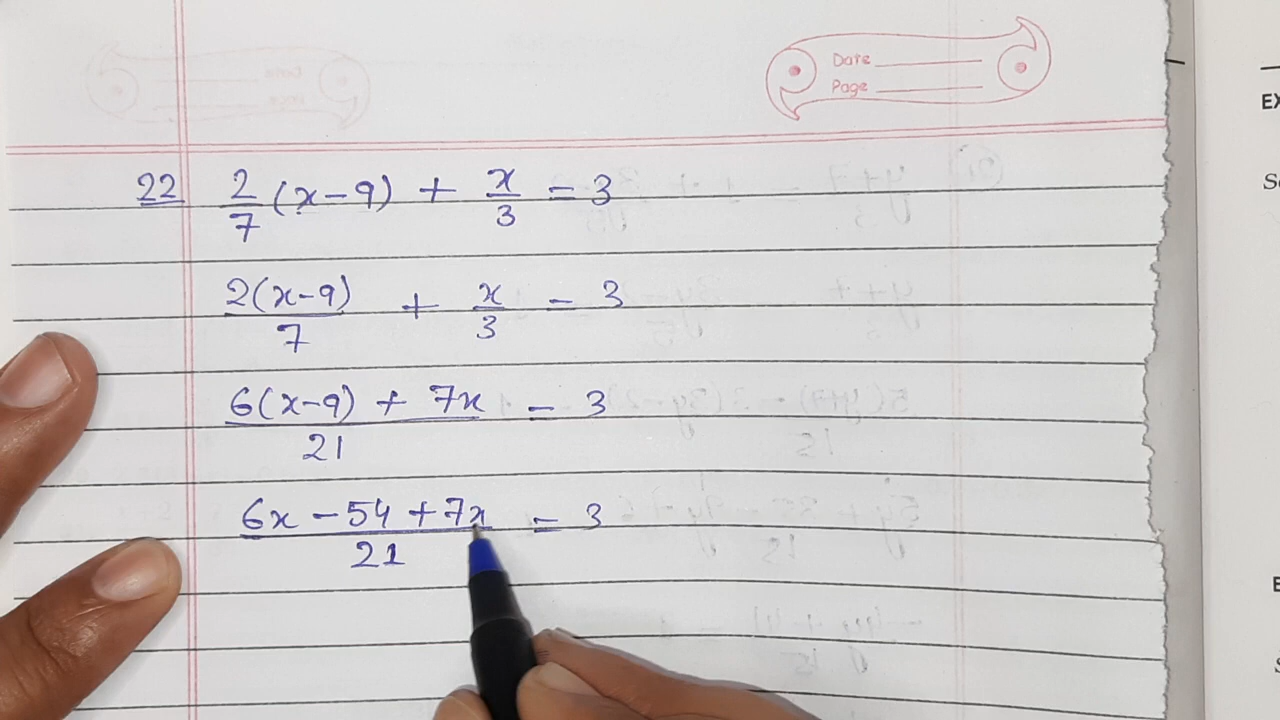 Date
Page
22 2/7 (x-9) + x/3 = 3
2(x-9)/7 + x/3 = 3
6(x-9) + 7x / 21 = 3
6x - 54 + 7x / 21 = 3
EX
S
E
S